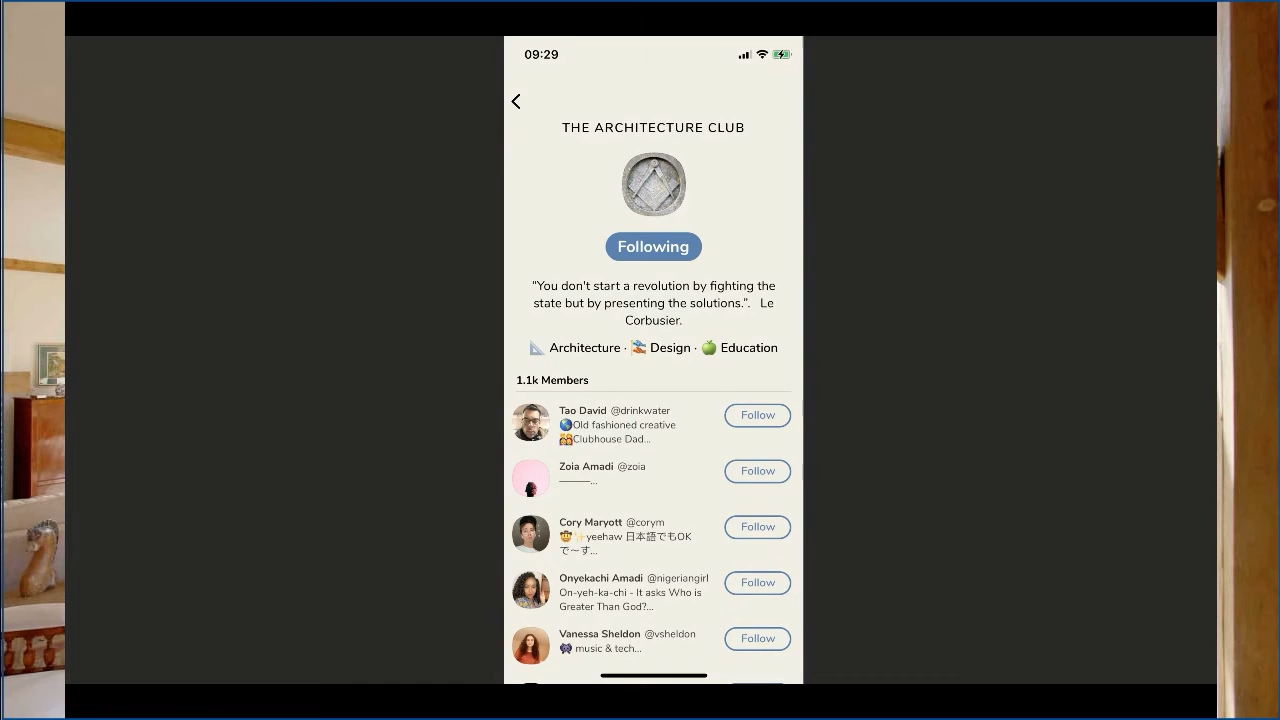 09:29
THE ARCHITECTURE CLUB
Following
"You don't start a revolution by fighting the
state but by presenting the solutions.". Le
Corbusier.
📐 Architecture · 🎏 Design · 🍏 Education
1.1k Members
Tao David @drinkwater
🌎Old fashioned creative
👨‍👩‍👧‍👦Clubhouse Dad...
Follow
Zoia Amadi @zoia
———...
Follow
Cory Maryott @corym
🤠✨yeehaw 日本語でもOK
で〜す...
Follow
Onyekachi Amadi @nigeriangirl
On-yeh-ka-chi - It asks Who is
Greater Than God?...
Follow
Vanessa Sheldon @vsheldon
👾 music & tech...
Follow